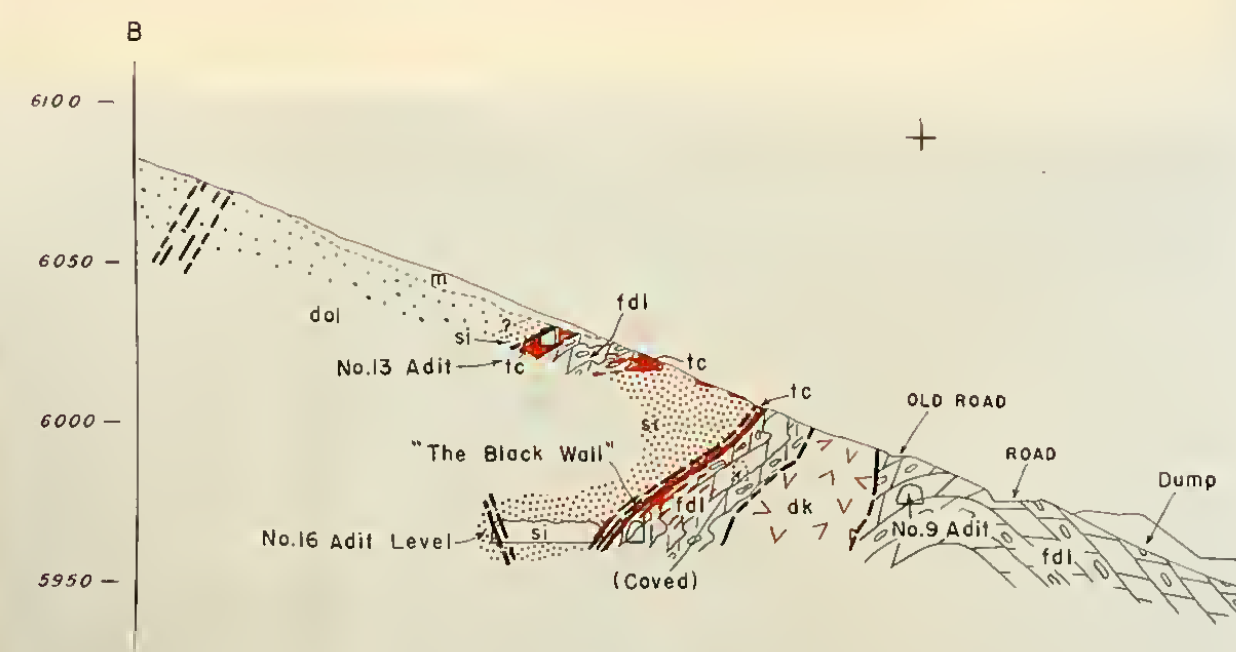 B
6100
6050
m
fdl
dol
?
si
No.13 Adit
tc
tc
tc
6000
OLD ROAD
si
"The Black Wall"
ROAD
Dump
fdl
dk
No.9 Adit
No.16 Adit Level
si
fdl
5950
(Caved)